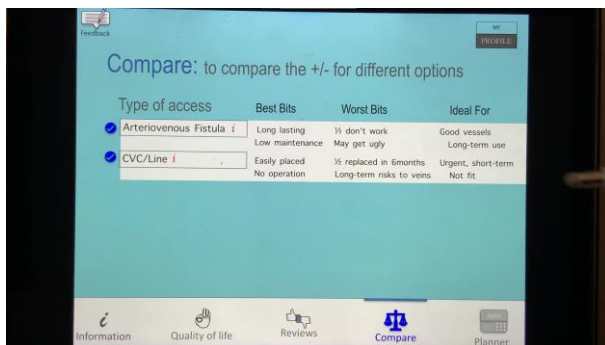 Feedback
MY
PROFILE
Compare: to compare the +/- for different options
Type of access Best Bits Worst Bits Ideal For
Arteriovenous Fistula i Long lasting ½ don't work Good vessels
Low maintenance May get ugly Long-term use
CVC/Line i Easily placed ½ replaced in 6months Urgent, short-term
No operation Long-term risks to veins Not fit
i
Information Quality of life Reviews Compare Planner